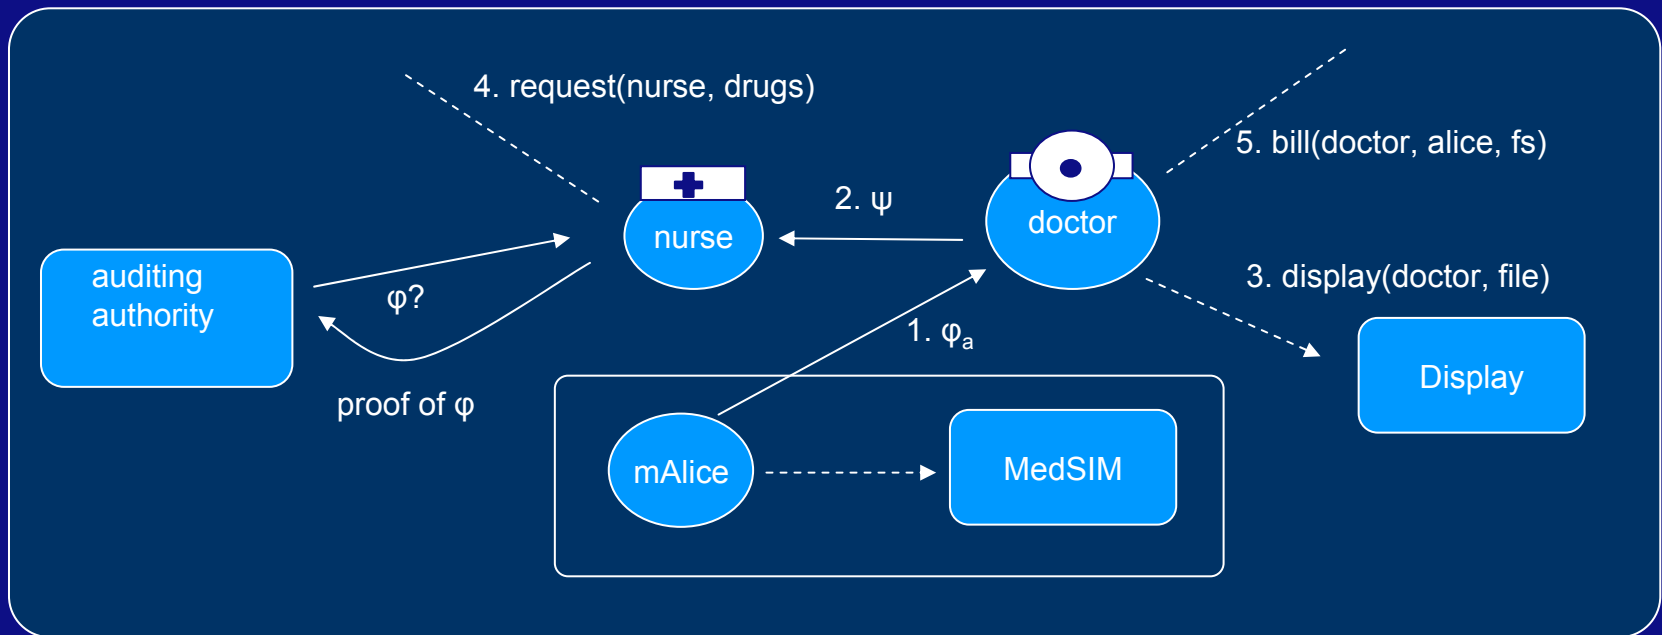 4. request(nurse, drugs)
5. bill(doctor, alice, fs)
2. ψ
doctor
nurse
auditing
authority
φ?
3. display(doctor, file)
1. φₐ
Display
proof of φ
mAlice
MedSIM